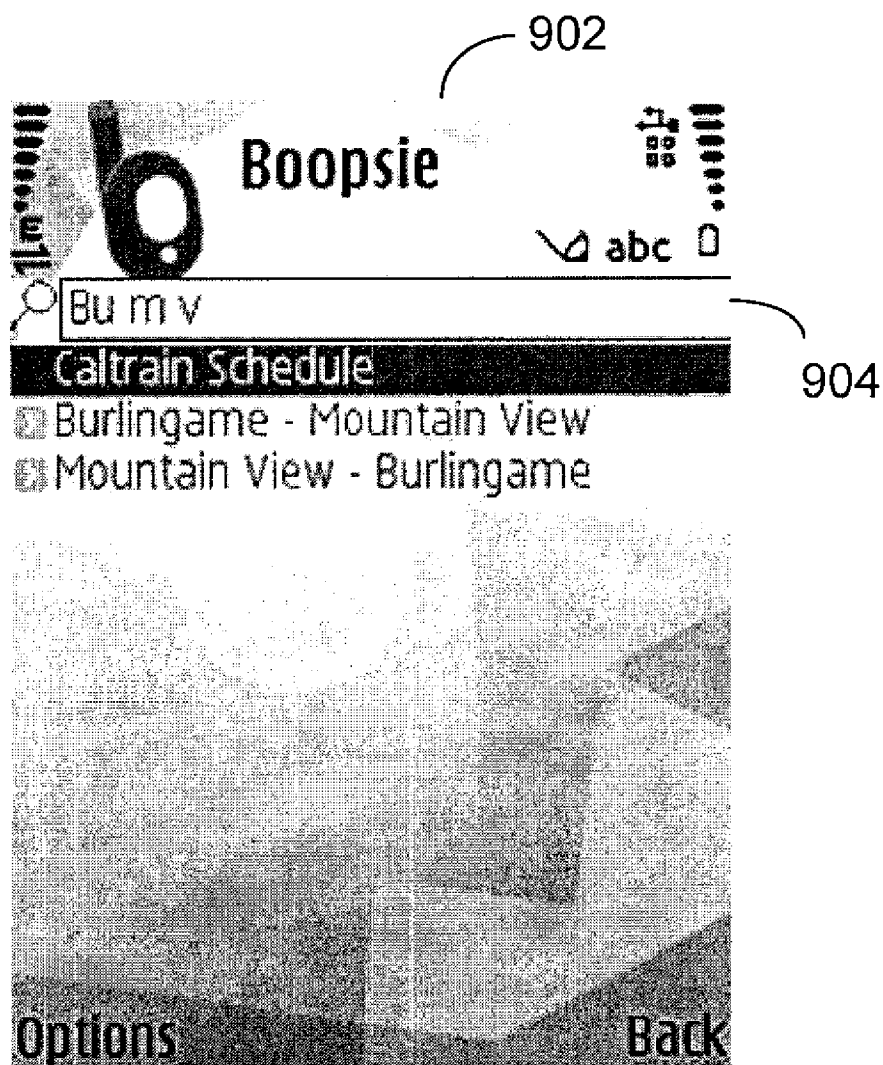 902
Boopsie
abc
Bu m v
904
Caltrain Schedule
Burlingame - Mountain View
Mountain View - Burlingame
Options
Back